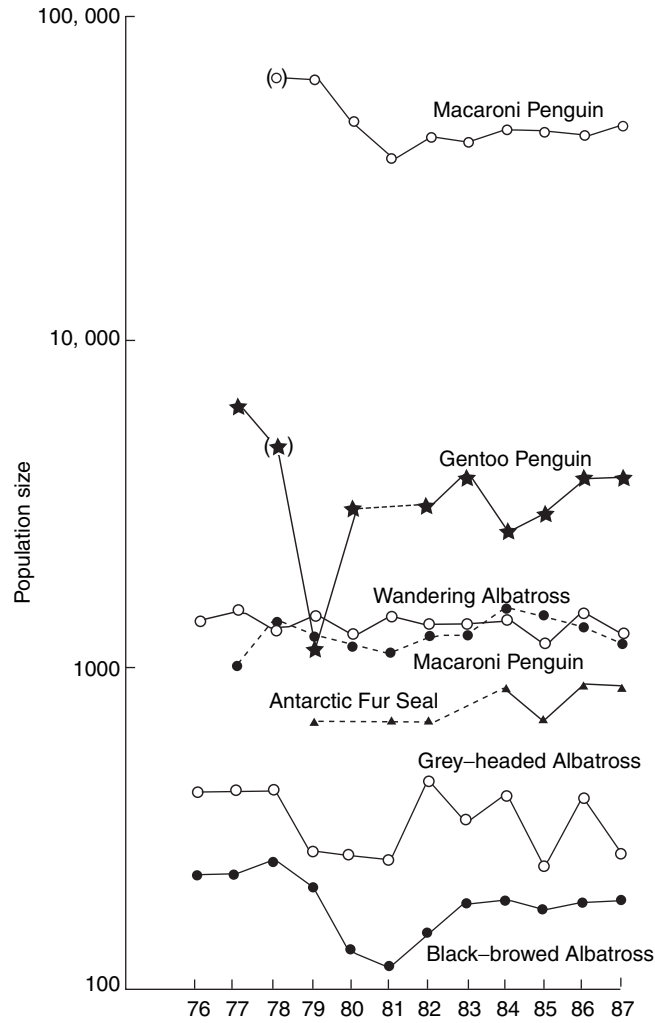 100, 000
Macaroni Penguin
10, 000
Gentoo Penguin
Population size
Wandering Albatross
1000
Macaroni Penguin
Antarctic Fur Seal
Grey–headed Albatross
Black–browed Albatross
100
76 77 78 79 80 81 82 83 84 85 86 87